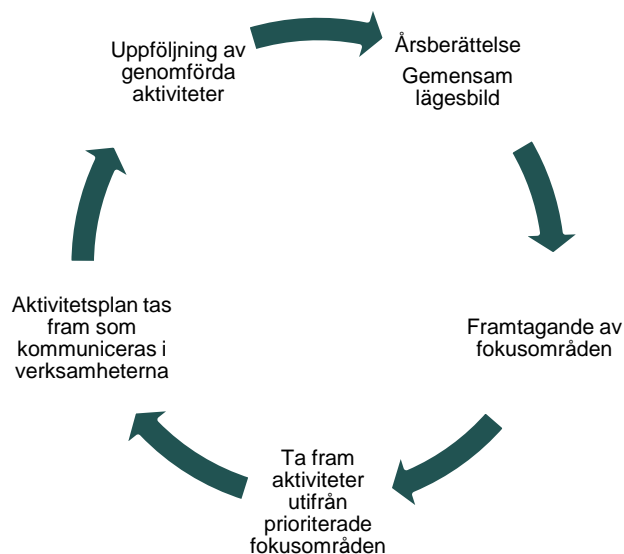 Årsberättelse
Gemensam
lägesbild
Framtagande av
fokusområden
Ta fram
aktiviteter
utifrån
prioriterade
fokusområden
Aktivitetsplan tas
fram som
kommuniceras i
verksamheterna
Uppföljning av
genomförda
aktiviteter